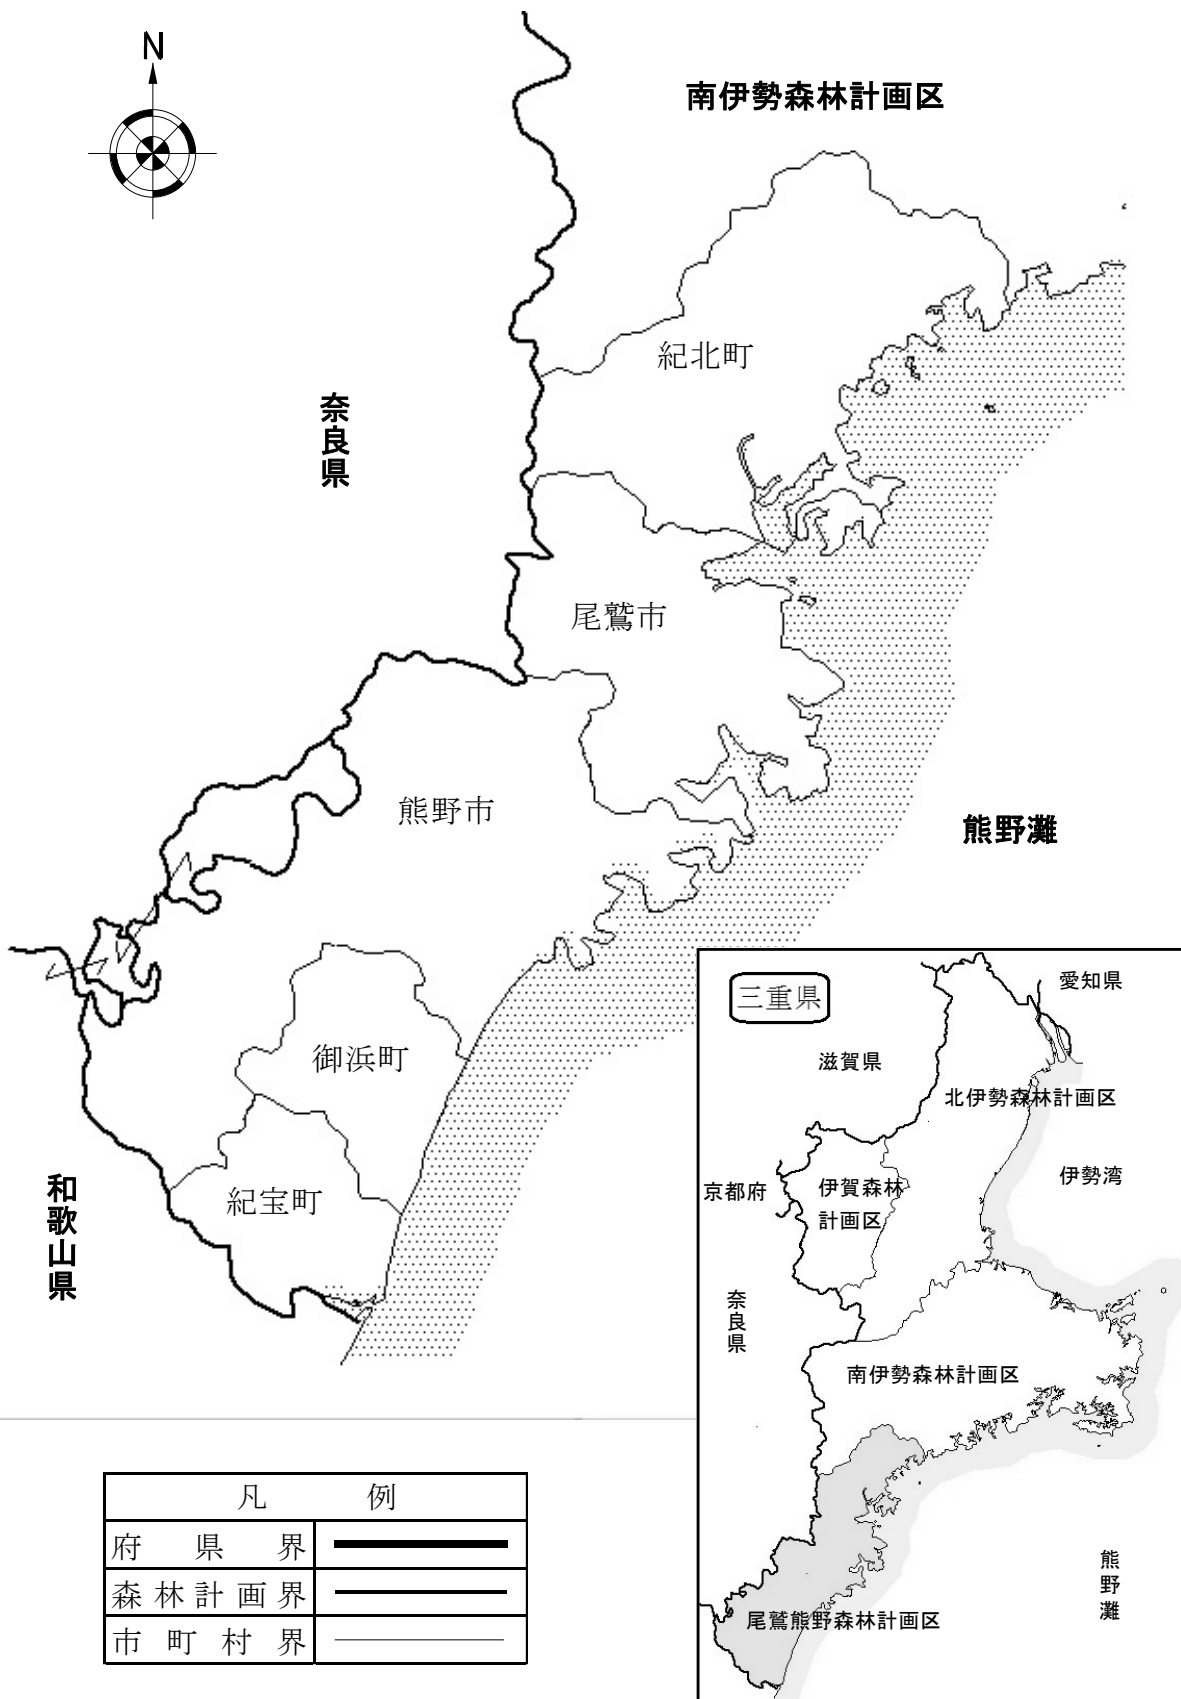 N
南伊勢森林計画区
紀北町
奈良県
尾鷲市
熊野市
熊野灘
御浜町
紀宝町
和歌山県
三重県
愛知県
滋賀県
北伊勢森林計画区
京都府
伊賀森林
計画区
伊勢湾
奈良県
南伊勢森林計画区
熊野灘
尾鷲熊野森林計画区
凡 例
府 県 界
森林計画界
市町村界